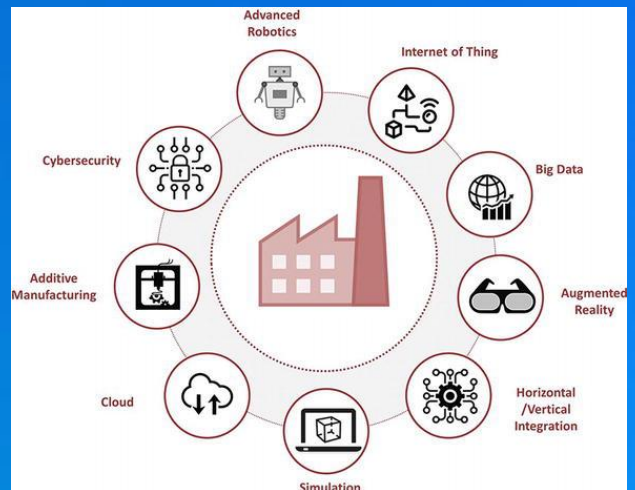 Advanced
Robotics
Internet of Thing
Big Data
Augmented
Reality
Horizontal
/Vertical
Integration
Simulation
Cloud
Additive
Manufacturing
Cybersecurity